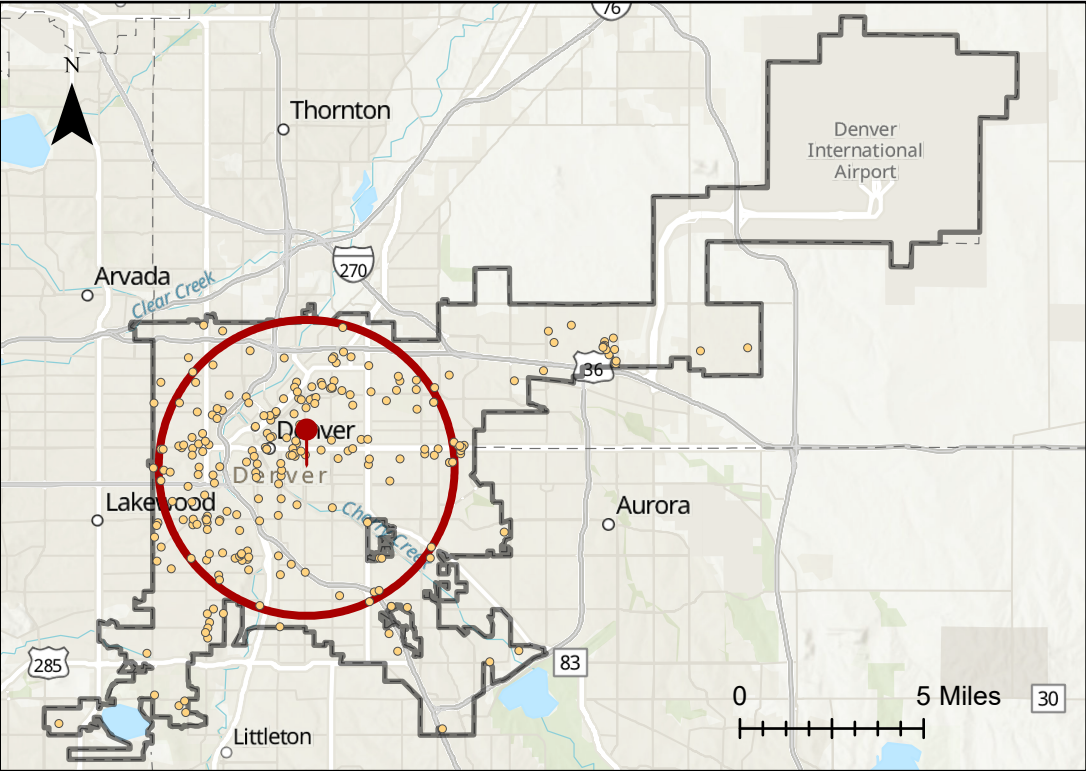 76
N
Thornton
Denver
International
Airport
270
Arvada
Clear Creek
36
Denver
Denver
Lakewood
Cherry Creek
Aurora
285
83
0 5 Miles
30
Littleton